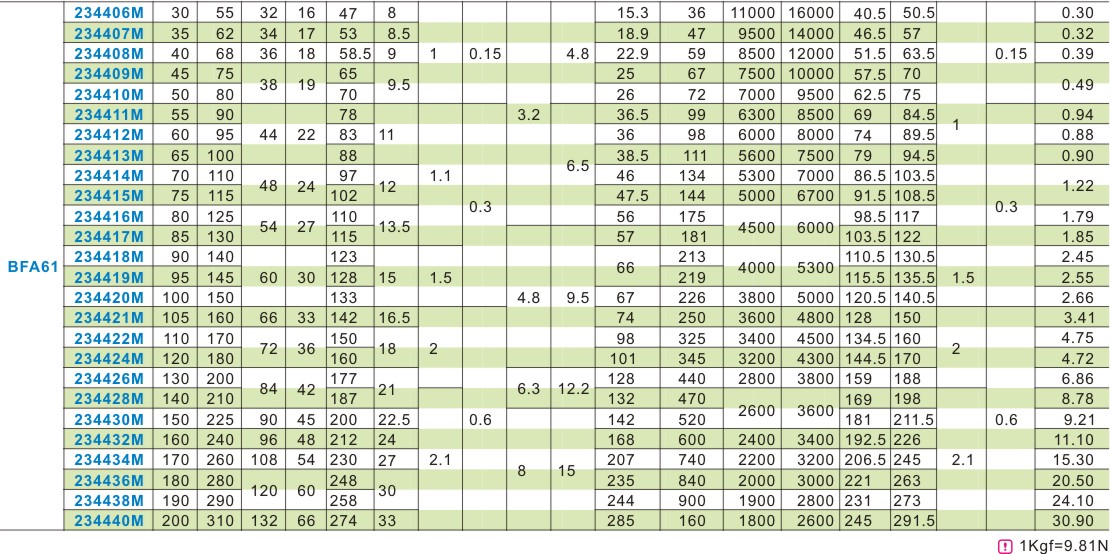 234406M 30 55 32 16 47 8 15.3 36 11000 16000 40.5 50.5 0.30
234407M 35 62 34 17 53 8.5 18.9 47 9500 14000 46.5 57 0.32
234408M 40 68 36 18 58.5 9 1 0.15 4.8 22.9 59 8500 12000 51.5 63.5 0.15 0.39
234409M 45 75 65 25 67 7500 10000 57.5 70
38 19 9.5 0.49
234410M 50 80 70 26 72 7000 9500 62.5 75
234411M 55 90 78 3.2 36.5 99 6300 8500 69 84.5 0.94
1
234412M 60 95 44 22 83 11 36 98 6000 8000 74 89.5 0.88
234413M 65 100 88 38.5 111 5600 7500 79 94.5 0.90
6.5
234414M 70 110 97 1.1 46 134 5300 7000 86.5 103.5
48 24 12 1.22
234415M 75 115 102 47.5 144 5000 6700 91.5 108.5
0.3 0.3
234416M 80 125 110 56 175 98.5 117 1.79
54 27 13.5 4500 6000
234417M 85 130 115 57 181 103.5 122 1.85
234418M 90 140 123 213 110.5 130.5 2.45
BFA61 66 4000 5300
234419M 95 145 60 30 128 15 1.5 219 115.5 135.5 1.5 2.55
234420M 100 150 133 4.8 9.5 67 226 3800 5000 120.5 140.5 2.66
234421M 105 160 66 33 142 16.5 74 250 3600 4800 128 150 3.41
234422M 110 170 150 98 325 3400 4500 134.5 160 4.75
72 36 18 2 2
234424M 120 180 160 101 345 3200 4300 144.5 170 4.72
234426M 130 200 177 128 440 2800 3800 159 188 6.86
84 42 21 6.3 12.2
234428M 140 210 187 132 470 169 198 8.78
2600 3600
234430M 150 225 90 45 200 22.5 0.6 142 520 181 211.5 0.6 9.21
234432M 160 240 96 48 212 24 168 600 2400 3400 192.5 226 11.10
234434M 170 260 108 54 230 27 2.1 207 740 2200 3200 206.5 245 2.1 15.30
8 15
234436M 180 280 248 235 840 2000 3000 221 263 20.50
120 60 30
234438M 190 290 258 244 900 1900 2800 231 273 24.10
234440M 200 310 132 66 274 33 285 160 1800 2600 245 291.5 30.90
! 1Kgf=9.81N